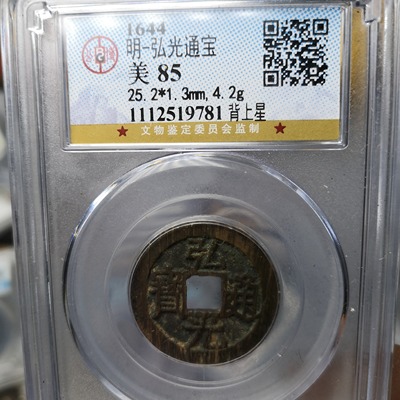 1644
明-弘光通宝
美 85
25.2*1.3mm, 4.2g
1112519781 背上星
★ 文物鉴定委员会监制 ★
弘光通寶